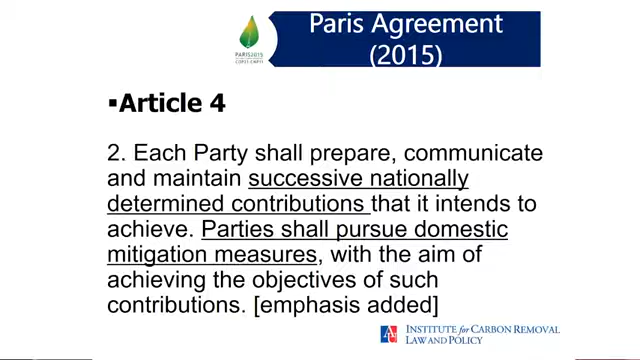 Paris Agreement
(2015)
PARIS2015
▪Article 4
2. Each Party shall prepare, communicate
and maintain successive nationally
determined contributions that it intends to
achieve. Parties shall pursue domestic
mitigation measures, with the aim of
achieving the objectives of such
contributions. [emphasis added]
INSTITUTE for CARBON REMOVAL
LAW AND POLICY